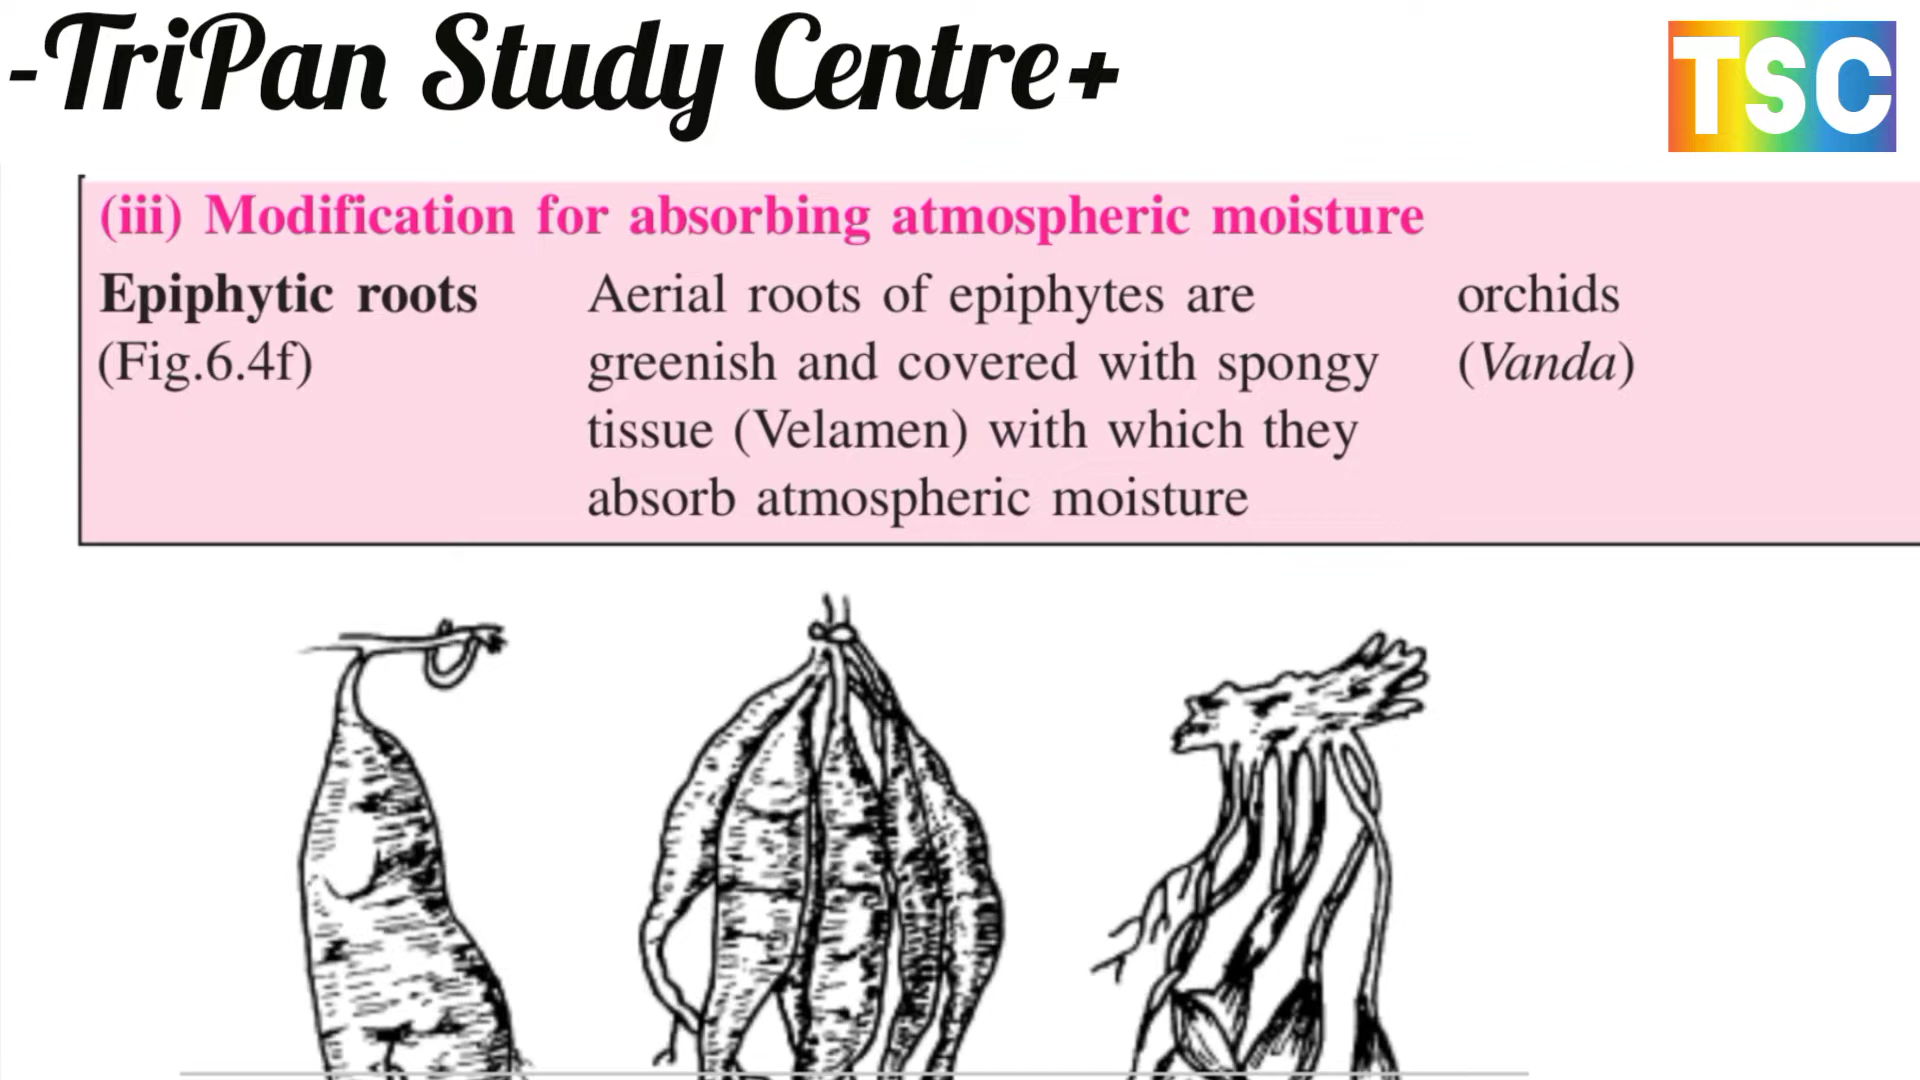 -TriPan Study Centre+
TSC
(iii) Modification for absorbing atmospheric moisture
Epiphytic roots Aerial roots of epiphytes are orchids
(Fig.6.4f) greenish and covered with spongy (Vanda)
tissue (Velamen) with which they
absorb atmospheric moisture